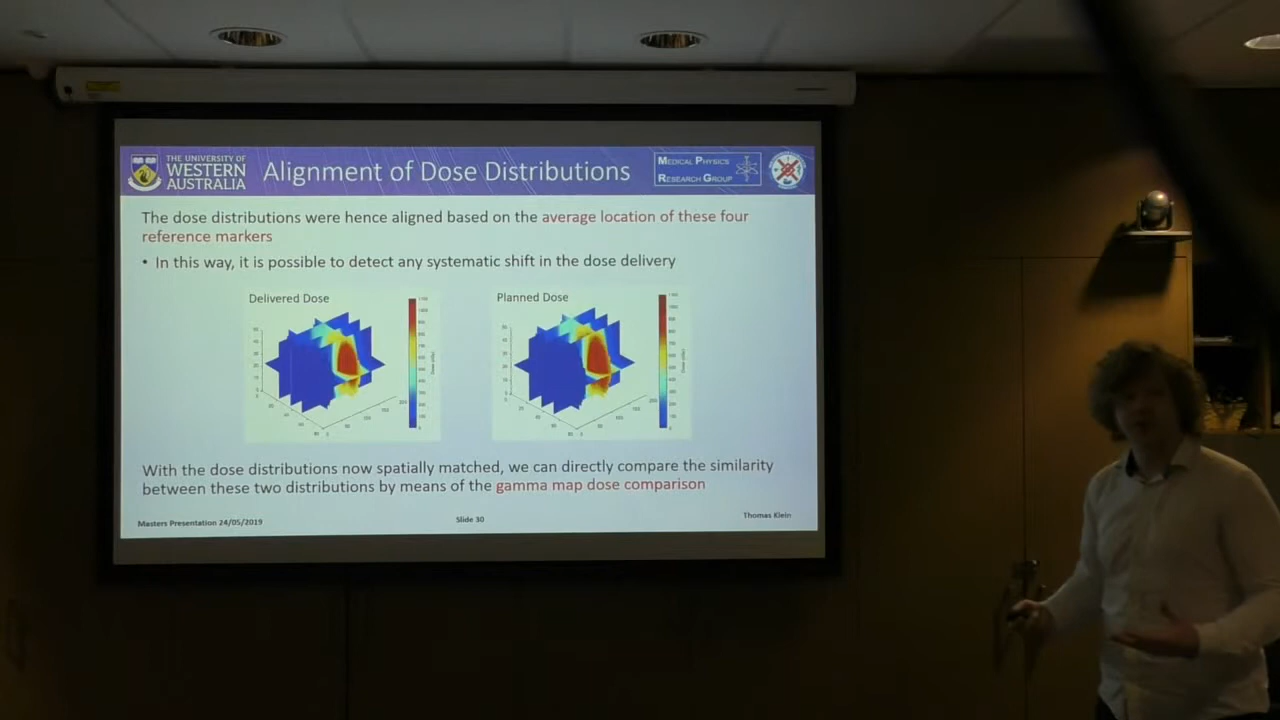 THE UNIVERSITY OF
WESTERN
AUSTRALIA
Alignment of Dose Distributions
MEDICAL PHYSICS
RESEARCH GROUP
The dose distributions were hence aligned based on the average location of these four
reference markers
• In this way, it is possible to detect any systematic shift in the dose delivery
Delivered Dose
Planned Dose
With the dose distributions now spatially matched, we can directly compare the similarity
between these two distributions by means of the gamma map dose comparison
Masters Presentation 24/05/2019
Slide 30
Thomas Klein